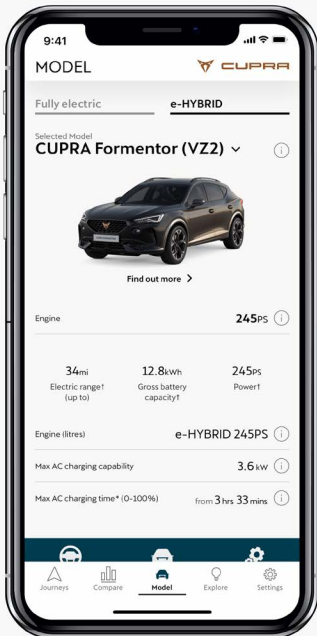 9:41
MODEL CUPRA
Fully electric e-HYBRID
Selected Model
CUPRA Formentor (VZ2)
Find out more >
Engine 245PS
34mi 12.8kWh 245PS
Electric range† Gross battery Power†
(up to) capacity†
Engine (litres) e-HYBRID 245PS
Max AC charging capability 3.6 kW
Max AC charging time* (0-100%) from 3 hrs 33 mins
Journeys Compare Model Explore Settings